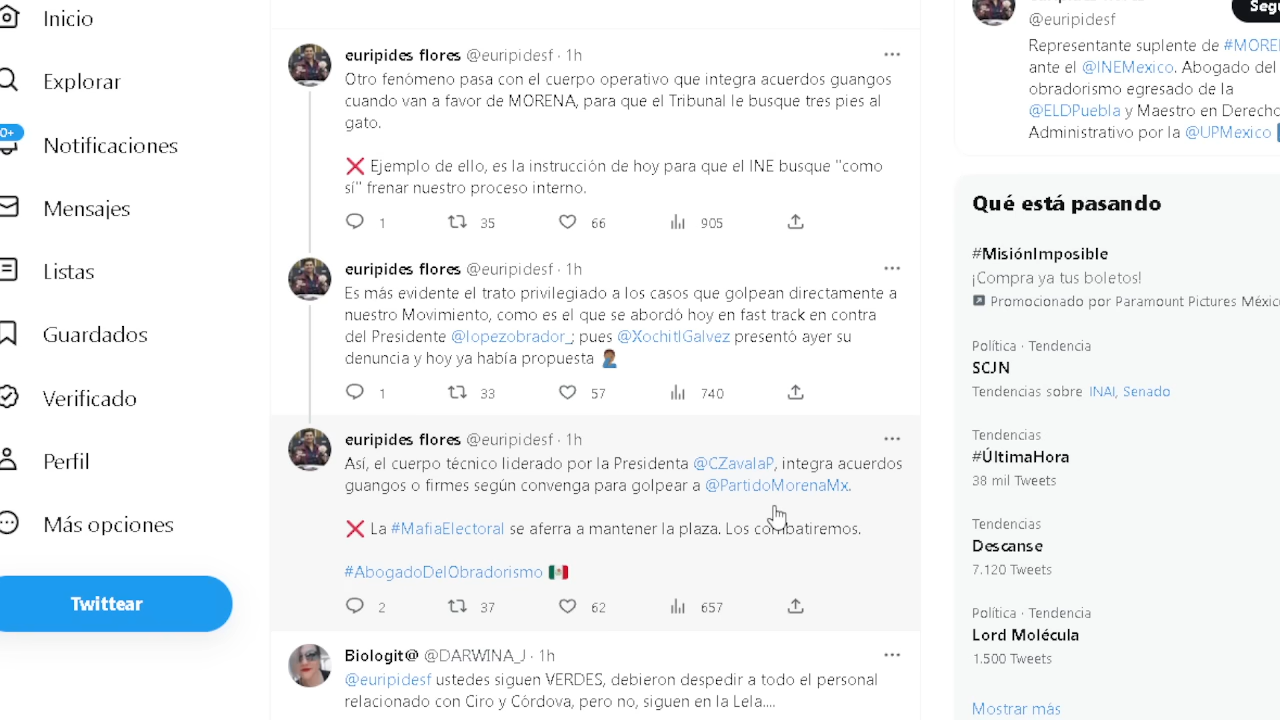 Inicio
Explorar
Notificaciones
Mensajes
Listas
Guardados
Verificado
Perfil
Más opciones
Twittear
euripides flores @euripidesf · 1h
Otro fenómeno pasa con el cuerpo operativo que integra acuerdos guangos
cuando van a favor de MORENA, para que el Tribunal le busque tres pies al
gato.
❌ Ejemplo de ello, es la instrucción de hoy para que el INE busque "como
sí" frenar nuestro proceso interno.
1 35 66 905
euripides flores @euripidesf · 1h
Es más evidente el trato privilegiado a los casos que golpean directamente a
nuestro Movimiento, como es el que se abordó hoy en fast track en contra
del Presidente @lopezobrador_; pues @XochitlGalvez presentó ayer su
denuncia y hoy ya había propuesta 🤦🏾‍♂️
1 33 57 740
euripides flores @euripidesf · 1h
Así, el cuerpo técnico liderado por la Presidenta @CZavalaP, integra acuerdos
guangos o firmes según convenga para golpear a @PartidoMorenaMx.
❌ La #MafiaElectoral se aferra a mantener la plaza. Los combatiremos.
#AbogadoDelObradorismo 🇲🇽
2 37 62 657
Biologit@ @DARWINA_J · 1h
@euripidesf ustedes siguen VERDES, debieron despedir a todo el personal
relacionado con Ciro y Córdova, pero no, siguen en la Lela....
@euripidesf
Segu
Representante suplente de #MORE
ante el @INEMexico. Abogado del
obradorismo egresado de la
@ELDPuebla y Maestro en Derecho
Administrativo por la @UPMexico
Qué está pasando
#MisiónImposible
¡Compra ya tus boletos!
Promocionado por Paramount Pictures Méxic
Política · Tendencia
SCJN
Tendencias sobre INAI, Senado
Tendencias
#ÚltimaHora
38 mil Tweets
Tendencias
Descanse
7.120 Tweets
Política · Tendencia
Lord Molécula
1.500 Tweets
Mostrar más